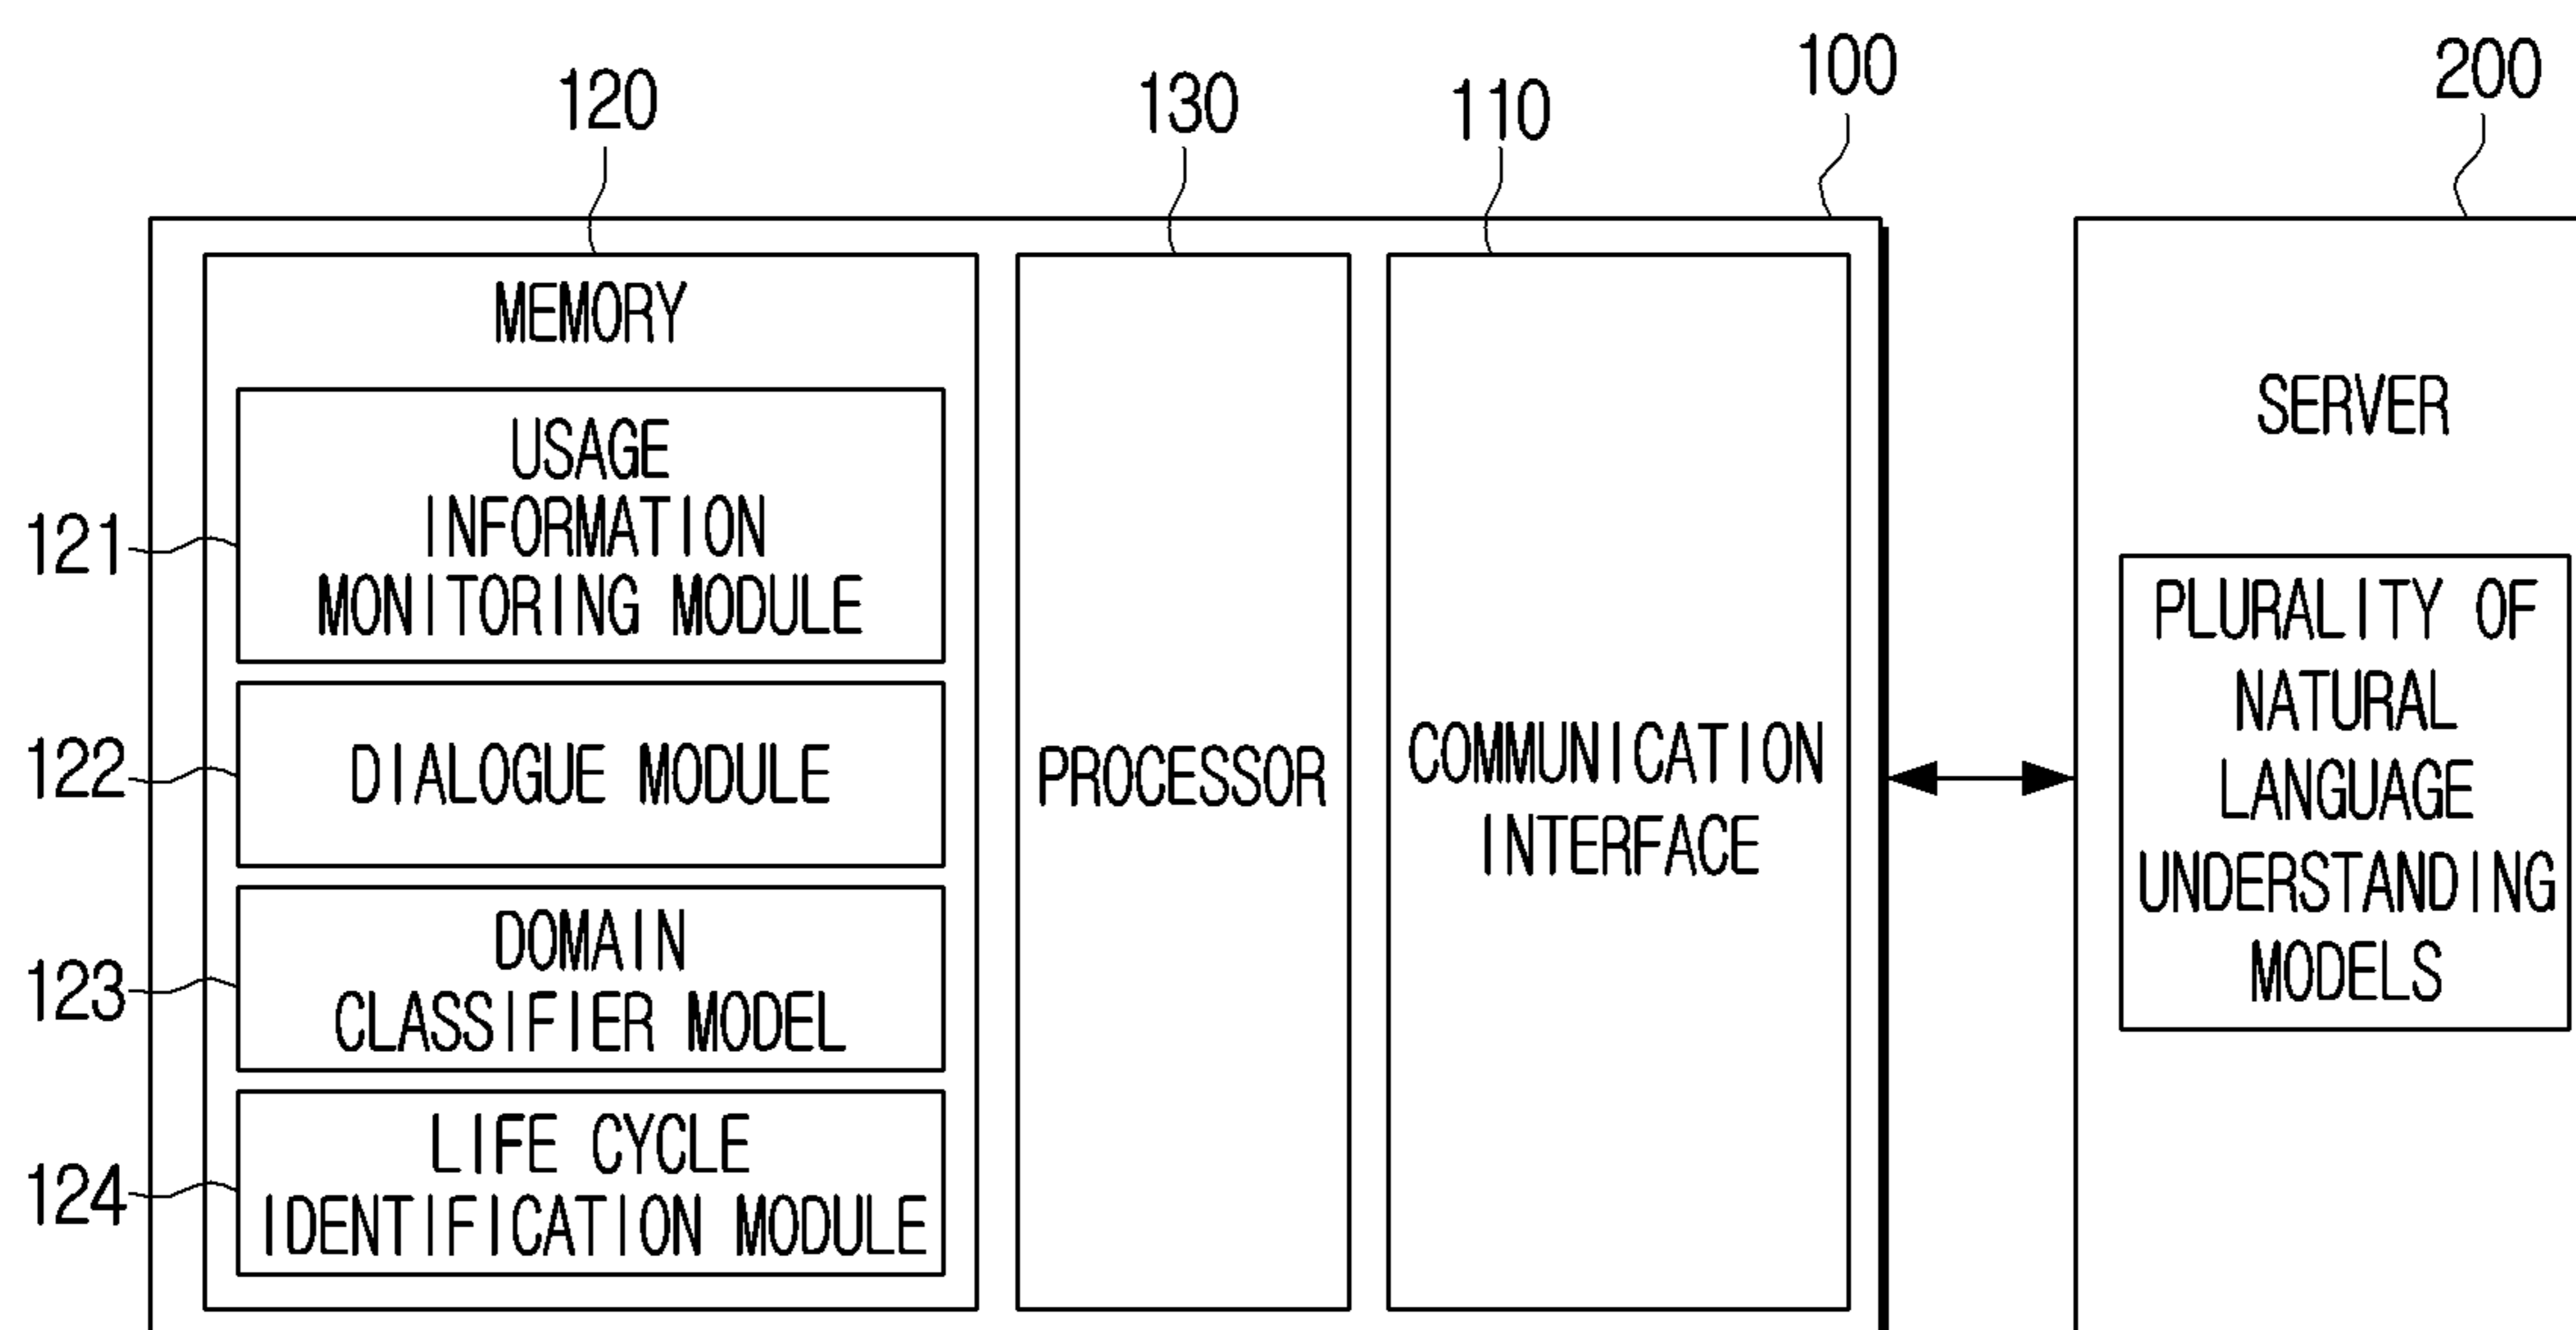 120
130
110
100
200
MEMORY
USAGE
INFORMATION
MONITORING MODULE
121
DIALOGUE MODULE
122
DOMAIN
CLASSIFIER MODEL
123
LIFE CYCLE
IDENTIFICATION MODULE
124
PROCESSOR
COMMUNICATION
INTERFACE
SERVER
PLURALITY OF
NATURAL
LANGUAGE
UNDERSTANDING
MODELS